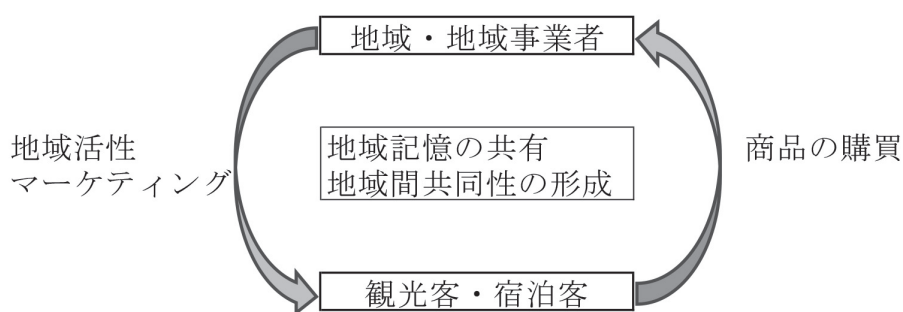 地域・地域事業者
地域活性
マーケティング
地域記憶の共有
地域間共同性の形成
商品の購買
観光客・宿泊客